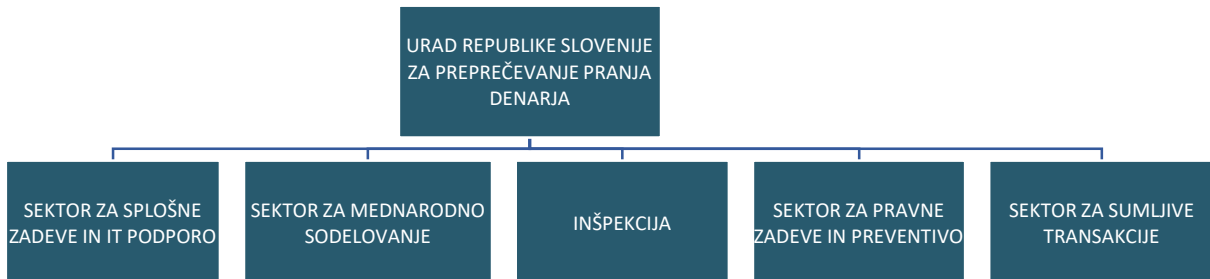 URAD REPUBLIKE SLOVENIJE
ZA PREPREČEVANJE PRANJA
DENARJA
SEKTOR ZA SPLOŠNE
ZADEVE IN IT PODPORO
SEKTOR ZA MEDNARODNO
SODELOVANJE
INŠPEKCIJA
SEKTOR ZA PRAVNE
ZADEVE IN PREVENTIVO
SEKTOR ZA SUMLJIVE
TRANSAKCIJE